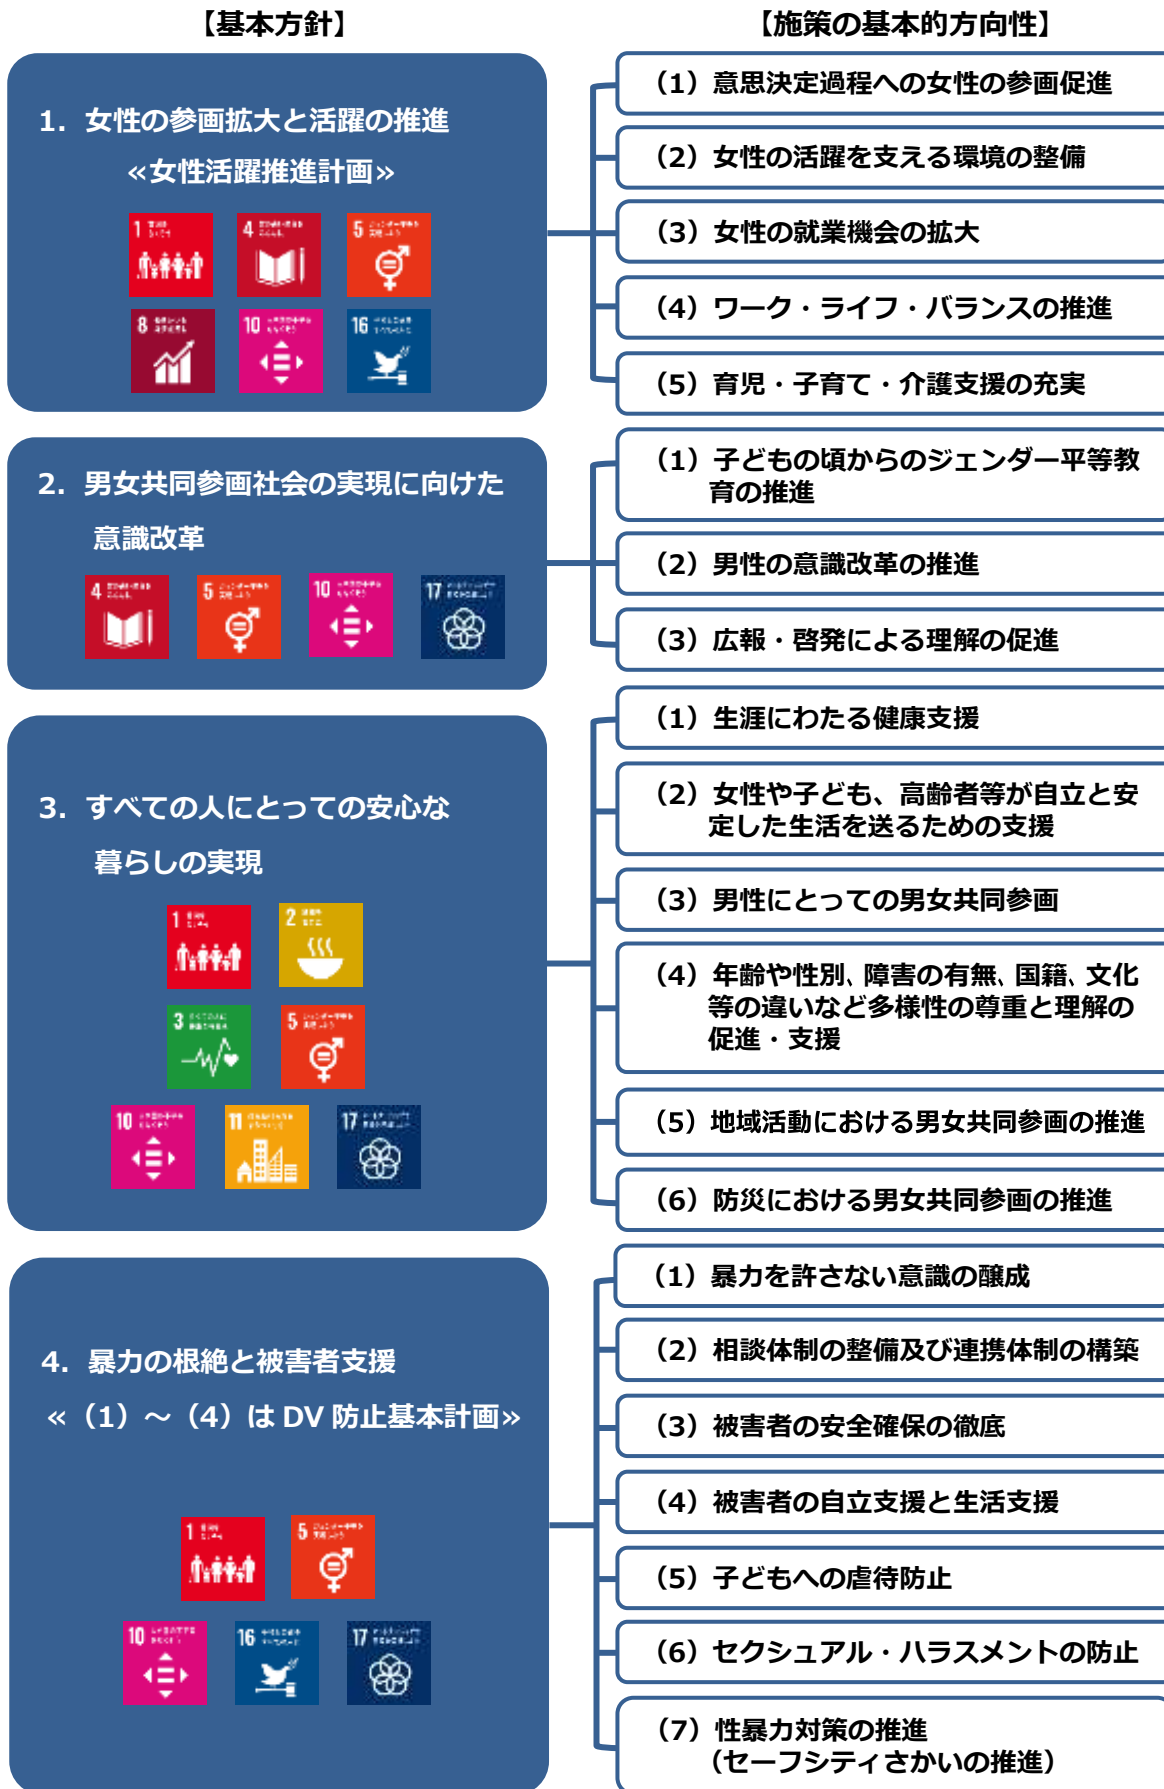 【基本方針】
【施策の基本的方向性】
1. 女性の参画拡大と活躍の推進
≪女性活躍推進計画≫
1
4
5
8
10
16
(1) 意思決定過程への女性の参画促進
(2) 女性の活躍を支える環境の整備
(3) 女性の就業機会の拡大
(4) ワーク・ライフ・バランスの推進
(5) 育児・子育て・介護支援の充実
2. 男女共同参画社会の実現に向けた
意識改革
4
5
10
17
(1) 子どもの頃からのジェンダー平等教
育の推進
(2) 男性の意識改革の推進
(3) 広報・啓発による理解の促進
3. すべての人にとっての安心な
暮らしの実現
1
2
3
5
10
11
17
(1) 生涯にわたる健康支援
(2) 女性や子ども、高齢者等が自立と安
定した生活を送るための支援
(3) 男性にとっての男女共同参画
(4) 年齢や性別、障害の有無、国籍、文化
等の違いなど多様性の尊重と理解の
促進・支援
(5) 地域活動における男女共同参画の推進
(6) 防災における男女共同参画の推進
4. 暴力の根絶と被害者支援
≪(1)～(4)は DV 防止基本計画≫
1
5
10
16
17
(1) 暴力を許さない意識の醸成
(2) 相談体制の整備及び連携体制の構築
(3) 被害者の安全確保の徹底
(4) 被害者の自立支援と生活支援
(5) 子どもへの虐待防止
(6) セクシュアル・ハラスメントの防止
(7) 性暴力対策の推進
(セーフシティさかいの推進)